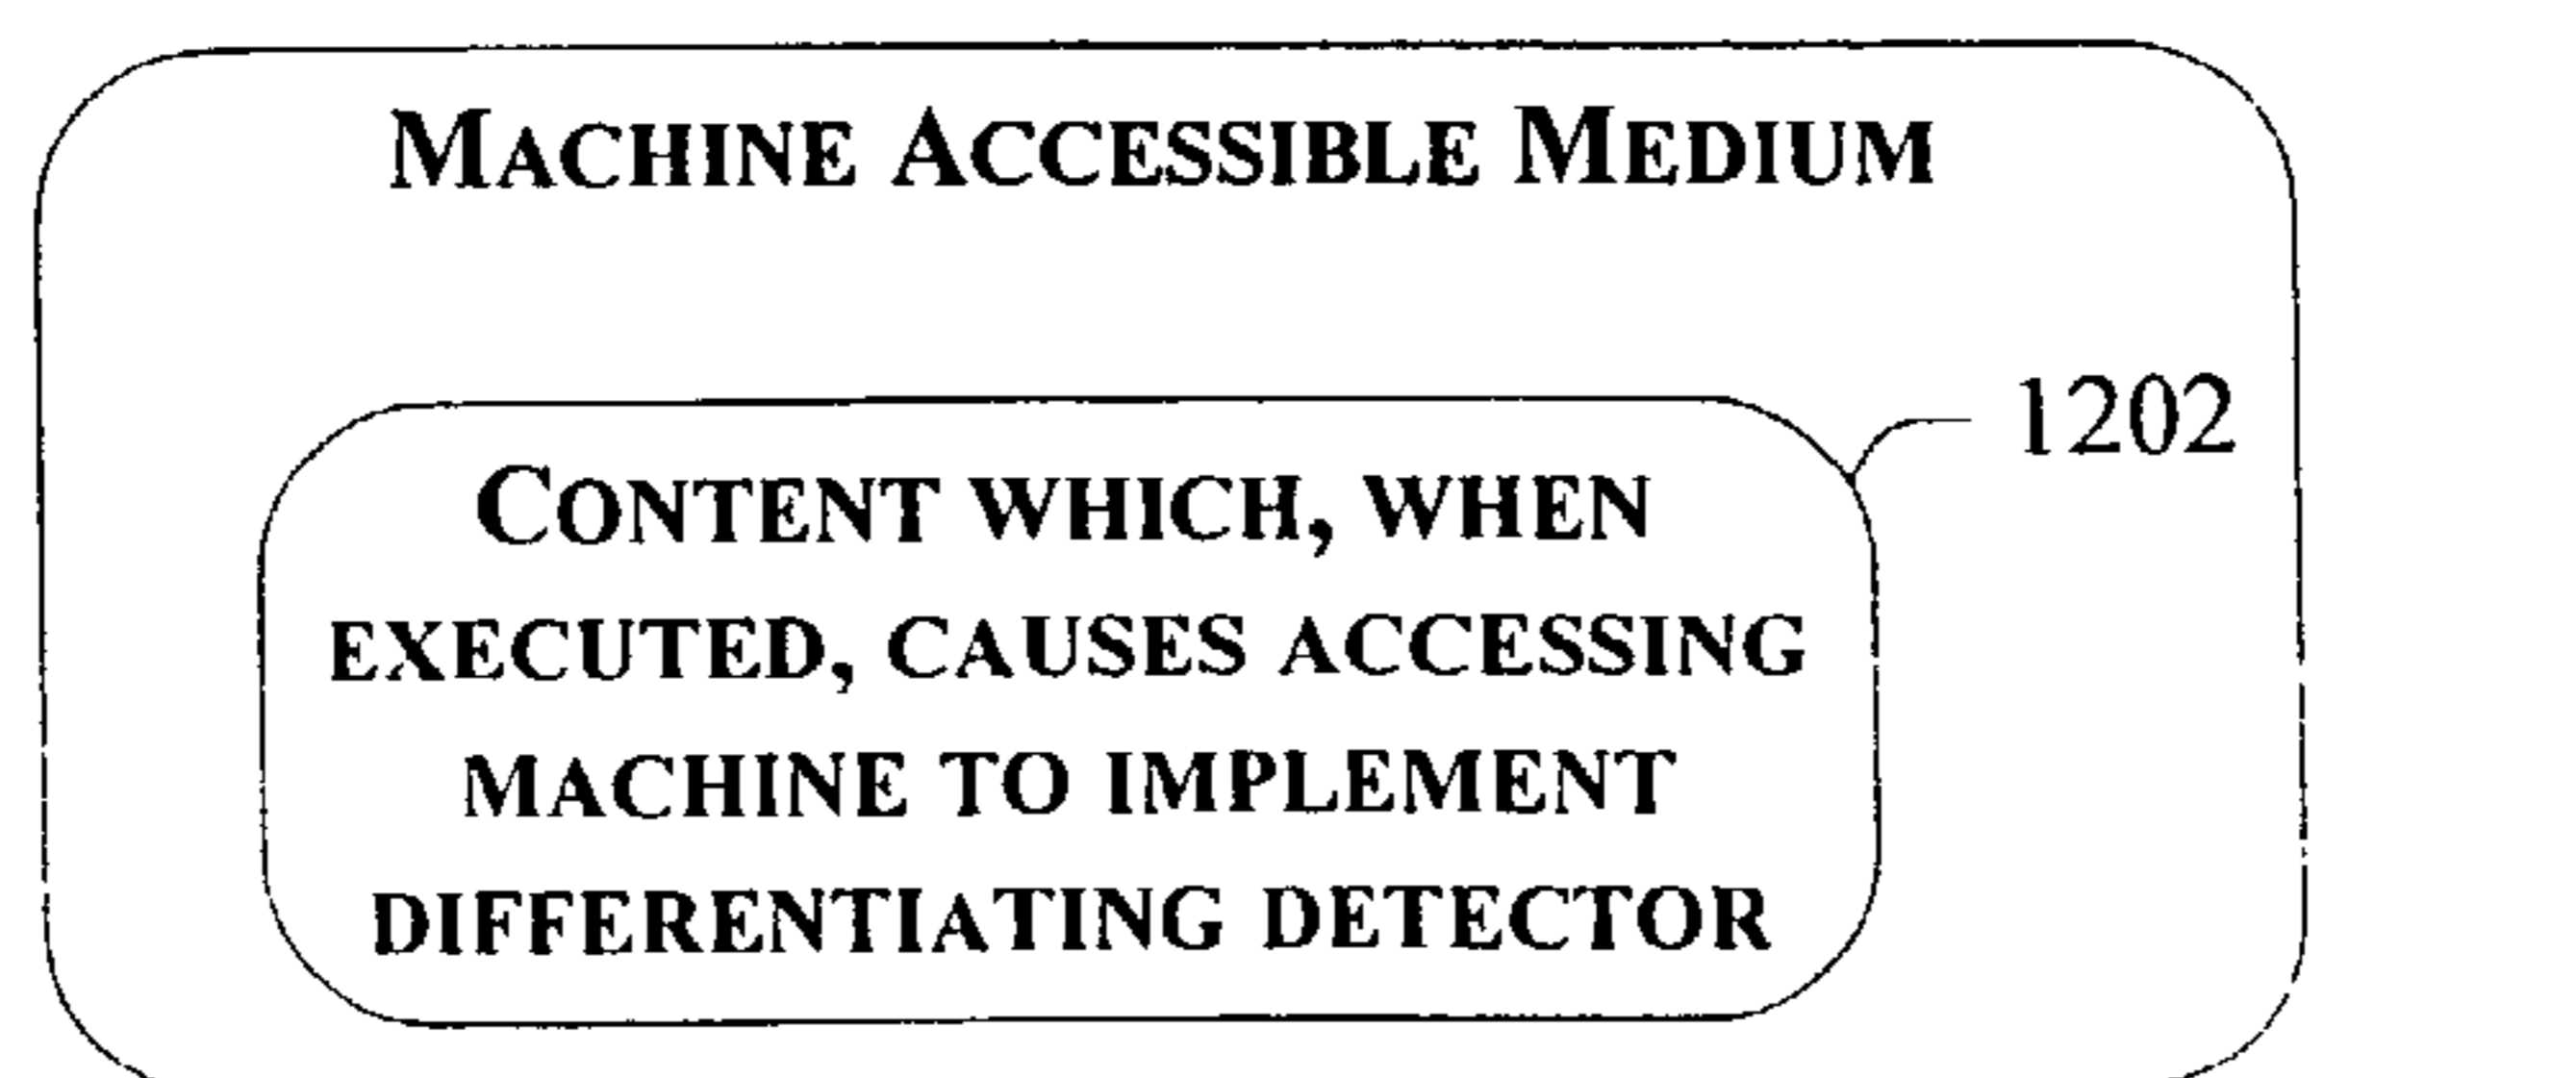 MACHINE ACCESSIBLE MEDIUM
1202
CONTENT WHICH, WHEN
EXECUTED, CAUSES ACCESSING
MACHINE TO IMPLEMENT
DIFFERENTIATING DETECTOR